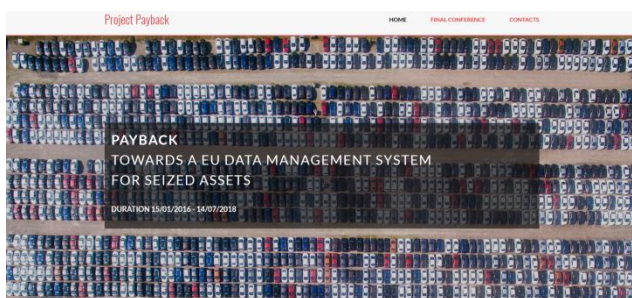 Project Payback
HOME FINAL CONFERENCE CONTACTS
PAYBACK
TOWARDS A EU DATA MANAGEMENT SYSTEM
FOR SEIZED ASSETS
DURATION 15/01/2016 - 14/07/2018